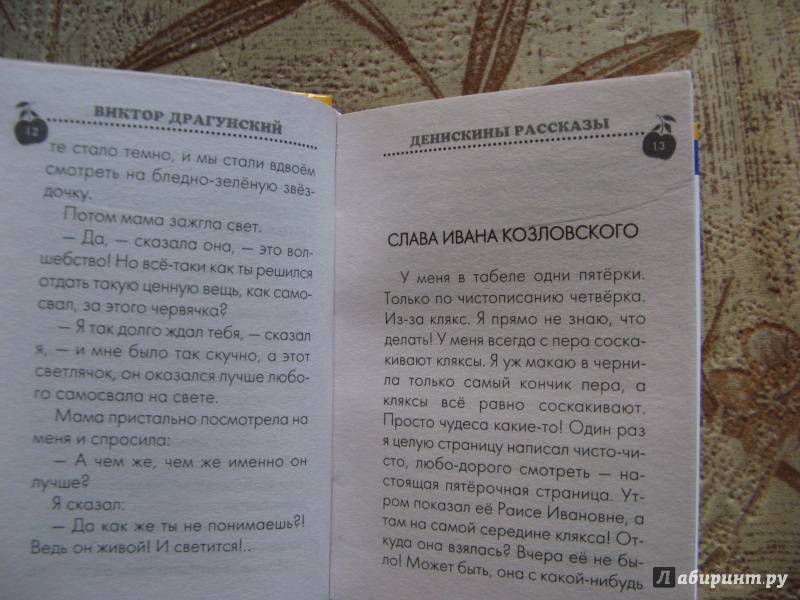 ВИКТОР ДРАГУНСКИЙ
12
те стало темно, и мы стали вдвоём
смотреть на бледно-зелёную звёз-
дочку.
Потом мама зажгла свет.
— Да, — сказала она, — это вол-
шебство! Но всё-таки как ты решился
отдать такую ценную вещь, как само-
свал, за этого червячка?
— Я так долго ждал тебя, — сказал
я, — и мне было так скучно, а этот
светлячок, он оказался лучше любо-
го самосвала на свете.
Мама пристально посмотрела на
меня и спросила:
— А чем же, чем же именно он
лучше?
Я сказал:
— Да как же ты не понимаешь?!
Ведь он живой! И светится!..
ДЕНИСКИНЫ РАССКАЗЫ
13
СЛАВА ИВАНА КОЗЛОВСКОГО
У меня в табеле одни пятёрки.
Только по чистописанию четвёрка.
Из-за клякс. Я прямо не знаю, что
делать! У меня всегда с пера соска-
кивают кляксы. Я уж макаю в черни-
ла только самый кончик пера, а
кляксы всё равно соскакивают.
Просто чудеса какие-то! Один раз
я целую страницу написал чисто-чи-
сто, любо-дорого смотреть — на-
стоящая пятёрочная страница. Ут-
ром показал её Раисе Ивановне, а
там на самой середине клякса! От-
куда она взялась? Вчера её не бы-
ло! Может быть, она с какой-нибудь
Лабиринт.ру